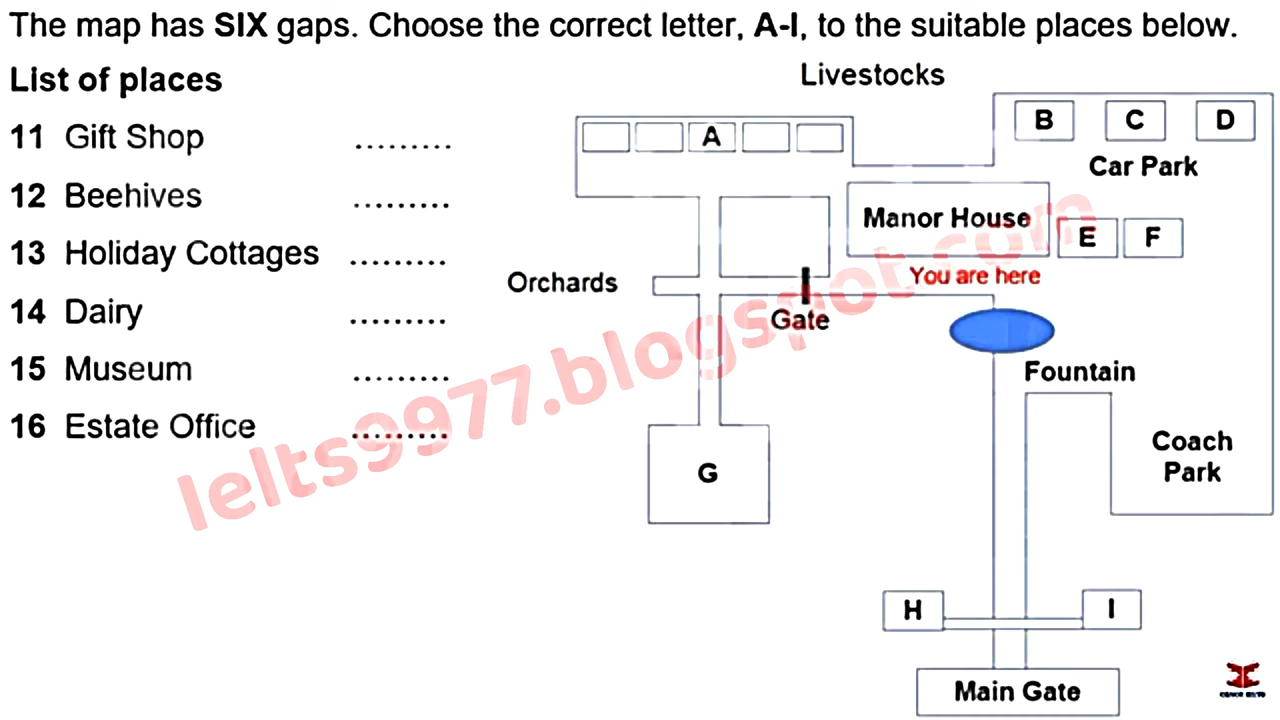 The map has SIX gaps. Choose the correct letter, A-I, to the suitable places below.
List of places
11 Gift Shop .........
12 Beehives .........
13 Holiday Cottages .........
14 Dairy .........
15 Museum .........
16 Estate Office .........
Livestocks
A
B C D
Car Park
Manor House
E F
You are here
Orchards
Gate
Fountain
Coach
Park
G
H I
Main Gate
Ielts9977.blogspot.com